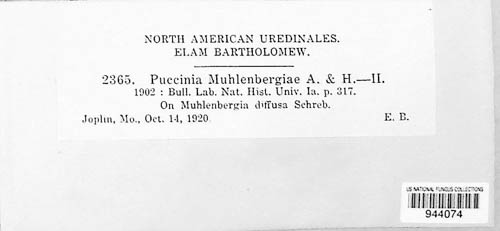 NORTH AMERICAN UREDINALES.
ELAM BARTHOLOMEW.
2365. Puccinia Muhlenbergiae A. & H.—II.
1902 : Bull. Lab. Nat. Hist. Univ. Ia. p. 317.
On Muhlenbergia diffusa Schreb.
Joplin, Mo., Oct. 14, 1920. E. B.
US NATIONAL FUNGUS COLLECTIONS
944074